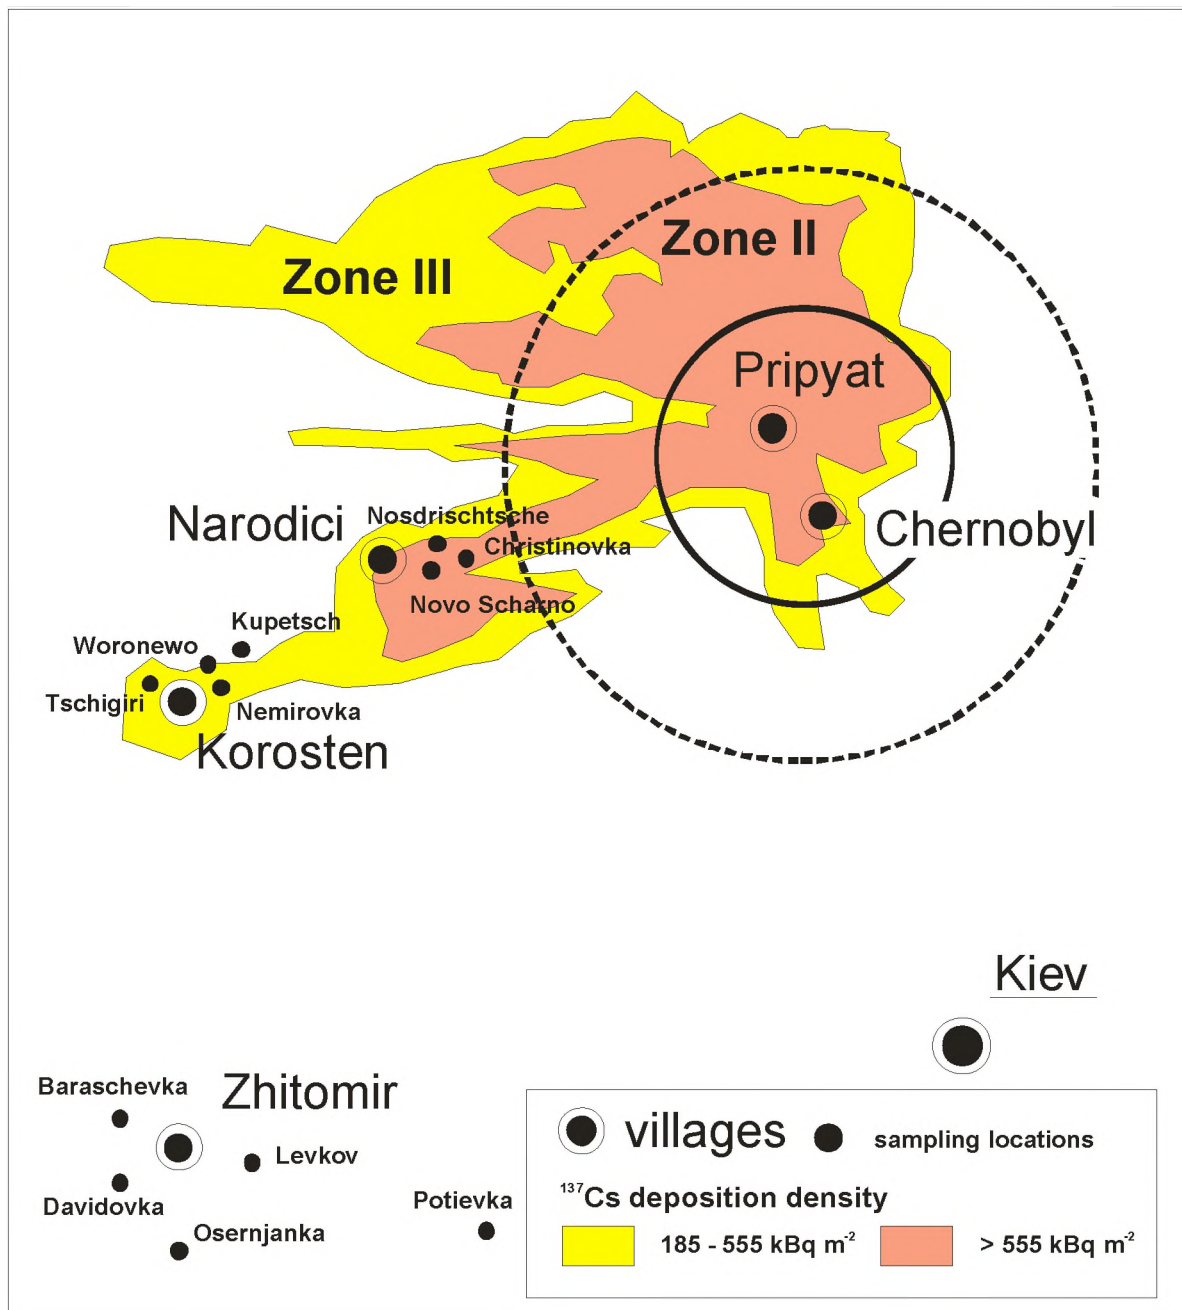 Zone II
Zone III
Pripyat
Narodici
Nosdrischtsche
Chernobyl
Christinovka
Novo Scharno
Kupetsch
Woronewo
Tschigiri
Nemirovka
Korosten
Kiev
Baraschevka
Zhitomir
Levkov
Davidovka
Potievka
Osernjanka
villages
sampling locations
¹³⁷Cs deposition density
185 - 555 kBq m⁻²
> 555 kBq m⁻²